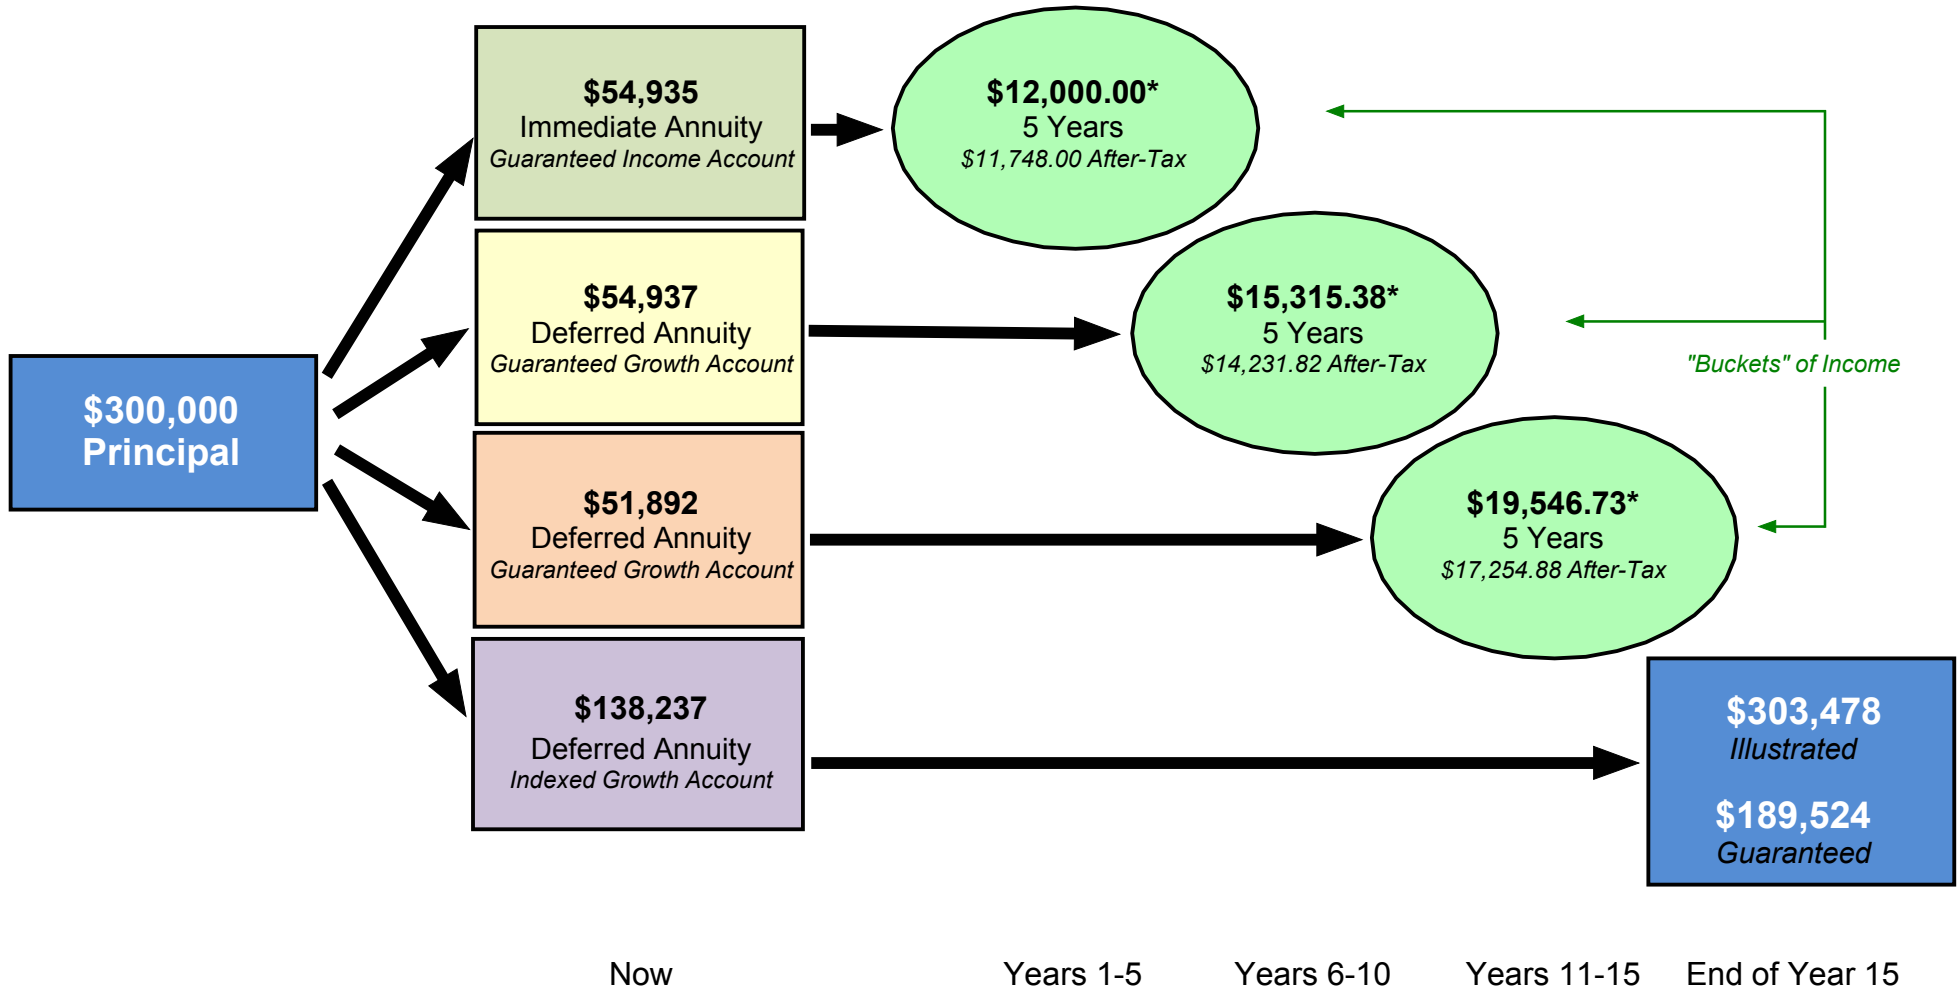 $300,000
Principal
$54,935
Immediate Annuity
Guaranteed Income Account
$12,000.00*
5 Years
$11,748.00 After-Tax
$54,937
Deferred Annuity
Guaranteed Growth Account
$15,315.38*
5 Years
$14,231.82 After-Tax
"Buckets" of Income
$51,892
Deferred Annuity
Guaranteed Growth Account
$19,546.73*
5 Years
$17,254.88 After-Tax
$138,237
Deferred Annuity
Indexed Growth Account
$303,478
Illustrated
$189,524
Guaranteed
Now
Years 1-5
Years 6-10
Years 11-15
End of Year 15